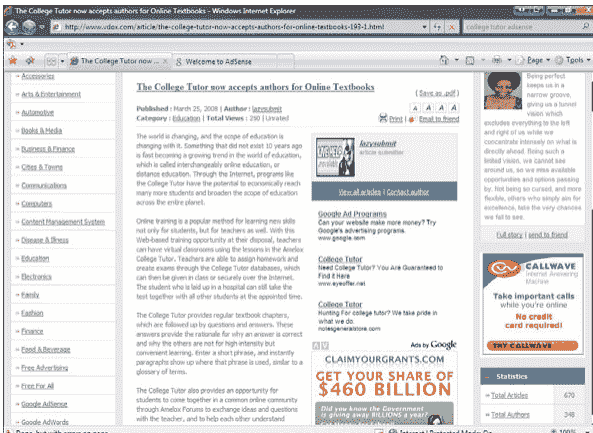 The College Tutor now accepts authors for Online Textbooks - Windows Internet Explorer
http://www.vdox.com/article/the-college-tutor-now-accepts-authors-for-online-textbooks-193-1.html
college tutor adsense
The College Tutor now ...
Welcome to AdSense
Page
Tools
Accessories
Arts & Entertainment
Automotive
Books & Media
Business & Finance
Cities & Towns
Communications
Computers
Content Management System
Disease & Illness
Education
Electronics
Family
Fashion
Finance
Food & Beverage
Free Advertising
Free For All
Google AdSense
Google AdWords
The College Tutor now accepts authors for Online Textbooks
( Save as .pdf )
Published : March 25, 2008 | Author : lazysubmit
Category : Education | Total Views : 280 | Unrated
A A A A
Print | Email to friend
The world is changing, and the scope of education is
changing with it. Something that did not exist 10 years ago
is fast becoming a growing trend in the world of education,
which is called interchangeably online education, or
distance education. Through the Internet, programs like
the College Tutor have the potential to economically reach
many more students and broaden the scope of education
across the entire planet.
Online training is a popular method for learning new skills
not only for students, but for teachers as well. With this
Web-based training opportunity at their disposal, teachers
can have virtual classrooms using the lessons in the Amelox
College Tutor. Teachers are able to assign homework and
create exams through the College Tutor databases, which
can then be given in class or securely over the Internet. The
student who is laid up in a hospital can still take the
test together with all other students at the appointed time.
The College Tutor provides regular textbook chapters,
which are followed up by questions and answers. These
answers provide the rationale for why an answer is correct
and why the others are not for high intensity but
convenient learning. Enter a short phrase, and instantly
paragraphs show up where that phrase is used, similar to a
glossary of terms.
The College Tutor also provides an opportunity for
students to come together in a common online community
through Amelox Forums to exchange ideas and questions
with the teacher, and to help each other understand
lazysubmit
article submitter
View all articles | Contact author
Google Ad Programs
Can your website make more money? Try
Google's advertising programs.
www.google.com
College Tutor
Need College Tutor? You Are Guaranteed to
Find it Here
www.eyeoffer.net
College Tutor
Hunting For college tutor? We take pride in
what we do.
notesgeneralstore.com
Ads by Google
CLAIMYOURGRANTS.COM
GET YOUR SHARE OF
$460 BILLION
Did you know the Government
is giving away BILLIONS a year?
Being perfect
keeps us in a
narrow groove,
giving us a tunnel
vision which
excludes everything to the left
and right of us while we
concentrate intensely on what is
directly ahead. Being such a
limited vision, we cannot see
around us, so we miss available
opportunities and options passing
by. Not being so cursed, and more
flexible, others who simply aim for
excellence, take the very chances
we fail to see.
Full story | send to friend
CALLWAVE
Internet Answering
Machine
Take important calls
while you're online
No credit
card required!
TRY CALLWAVE
Statistics
Total Articles 670
Total Authors 348
100%